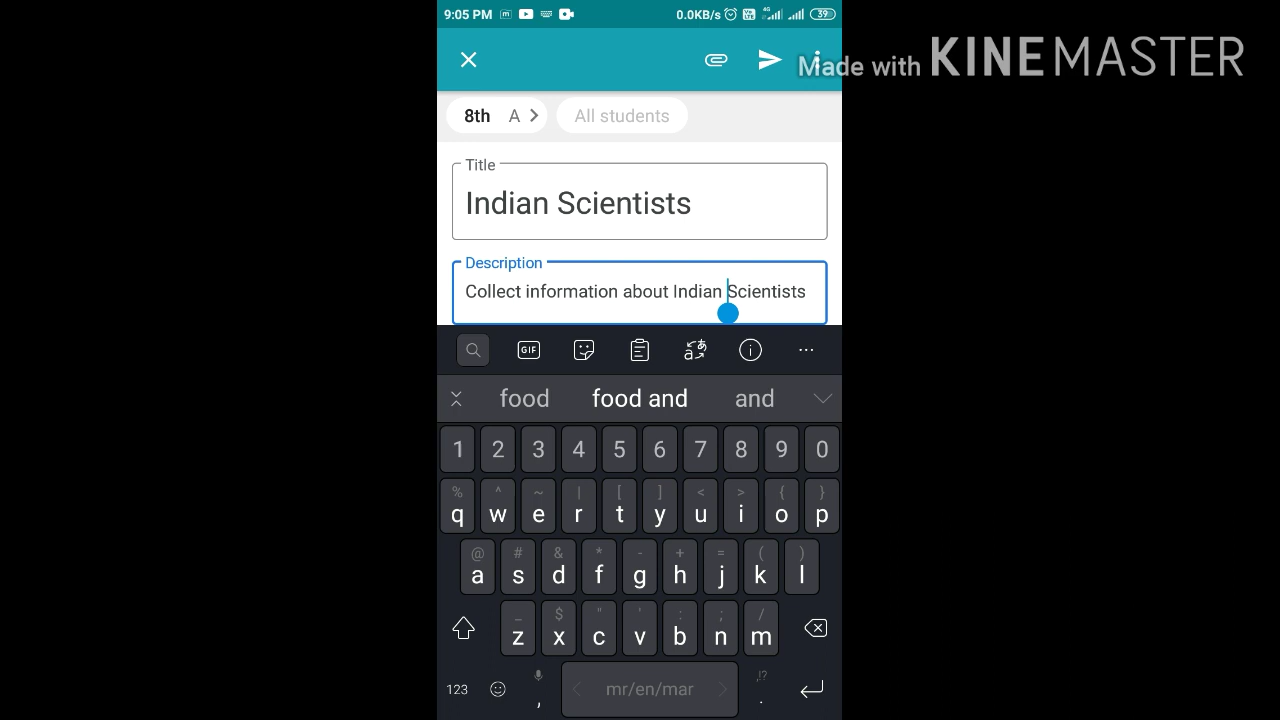 9:05 PM m 0.0KB/s 4G 39
Made with KINEMASTER
8th A > All students
Title
Indian Scientists
Description
Collect information about Indian Scientists
GIF
food food and and
1 2 3 4 5 6 7 8 9 0
% ^ ~ | [ ] < > { }
q w e r t y u i o p
@ # & * - + = ( )
a s d f g h j k l
_ $ " ' : ; /
z x c v b n m
123 , < mr/en/mar > ,!? .